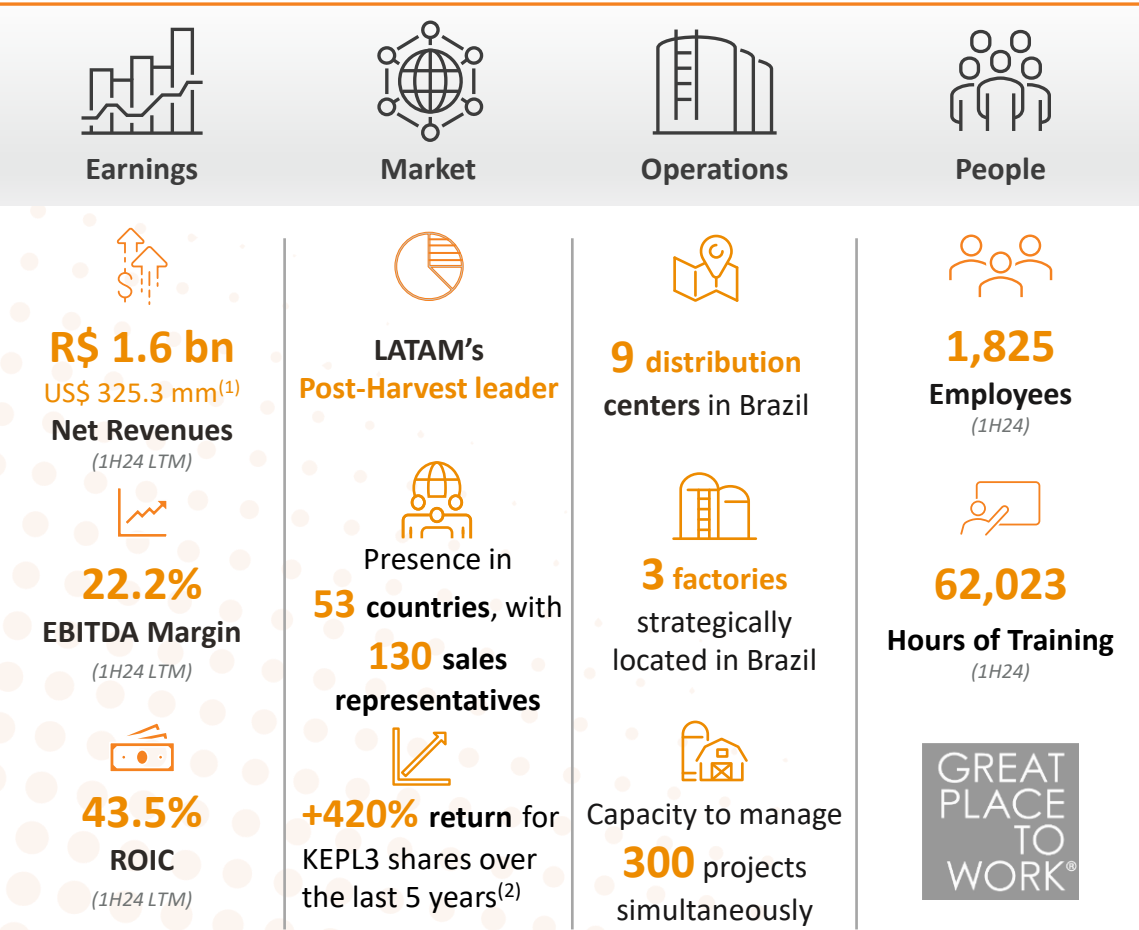 Earnings
Market
Operations
People
R$ 1.6 bn
US$ 325.3 mm(1)
Net Revenues
(1H24 LTM)
22.2%
EBITDA Margin
(1H24 LTM)
43.5%
ROIC
(1H24 LTM)
LATAM's
Post-Harvest leader
Presence in
53 countries, with
130 sales
representatives
+420% return for
KEPL3 shares over
the last 5 years(2)
9 distribution
centers in Brazil
3 factories
strategically
located in Brazil
Capacity to manage
300 projects
simultaneously
1,825
Employees
(1H24)
62,023
Hours of Training
(1H24)
GREAT
PLACE
TO
WORK®